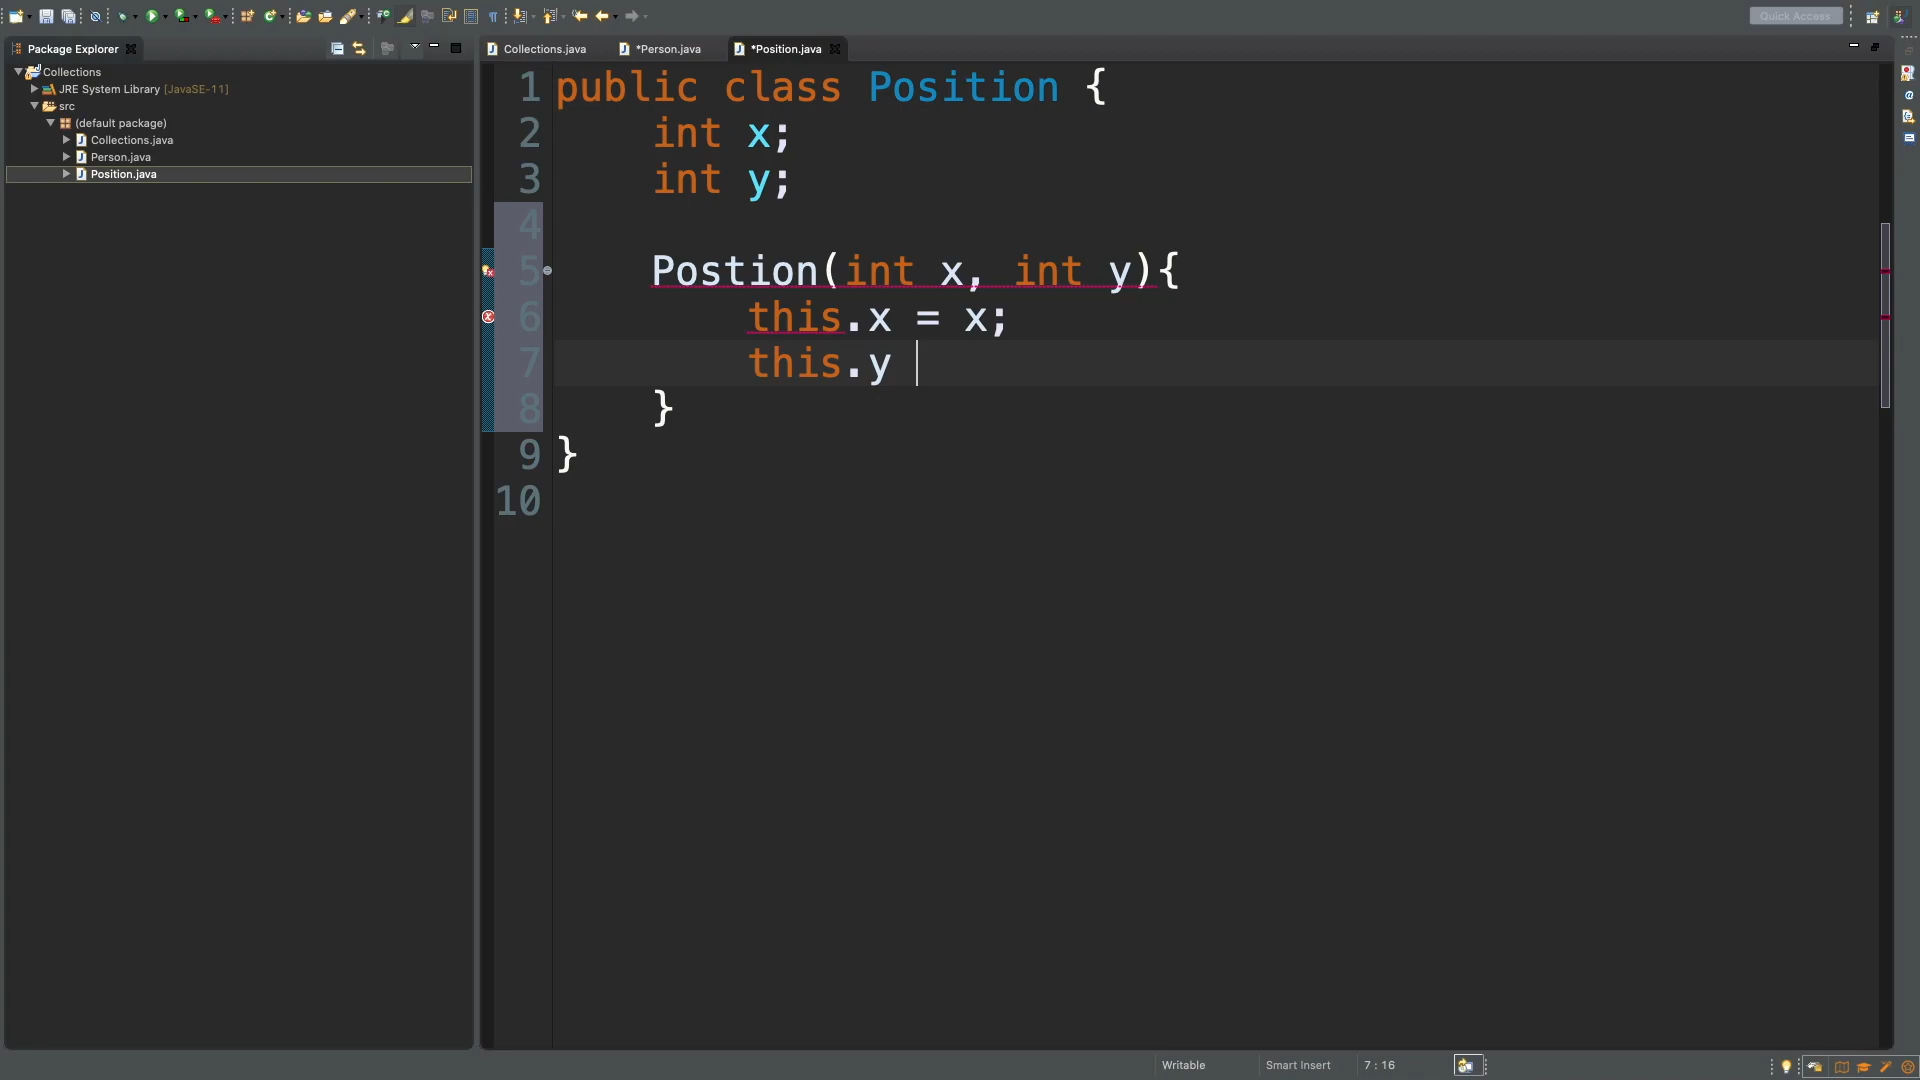 Quick Access
Package Explorer
Collections.java
*Person.java
*Position.java
Collections
JRE System Library [JavaSE-11]
src
(default package)
Collections.java
Person.java
Position.java
1 public class Position {
2 int x;
3 int y;
4
5 Postion(int x, int y){
6 this.x = x;
7 this.y
8 }
9 }
10
Writable
Smart Insert
7 : 16